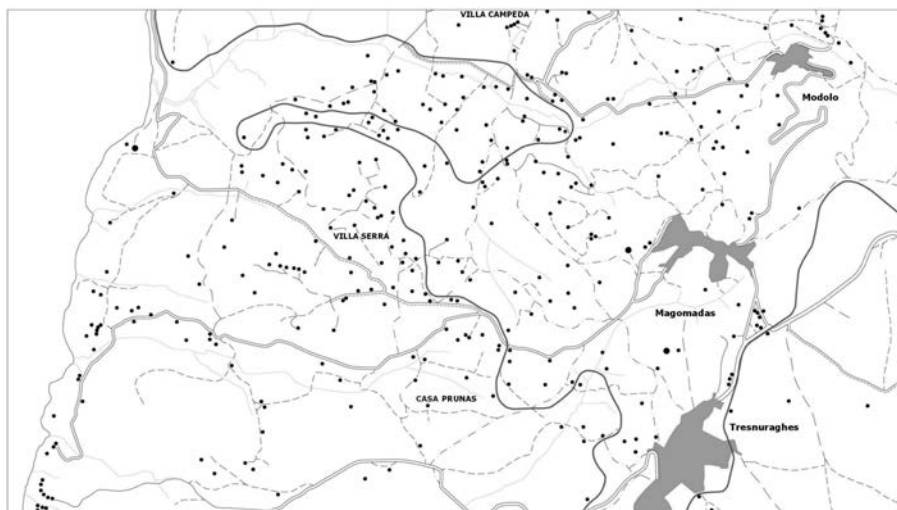 VILLA CAMPEDA
Modolo
VILLA SERRA
Magomadas
CASA PRUNAS
Tresnuraghes